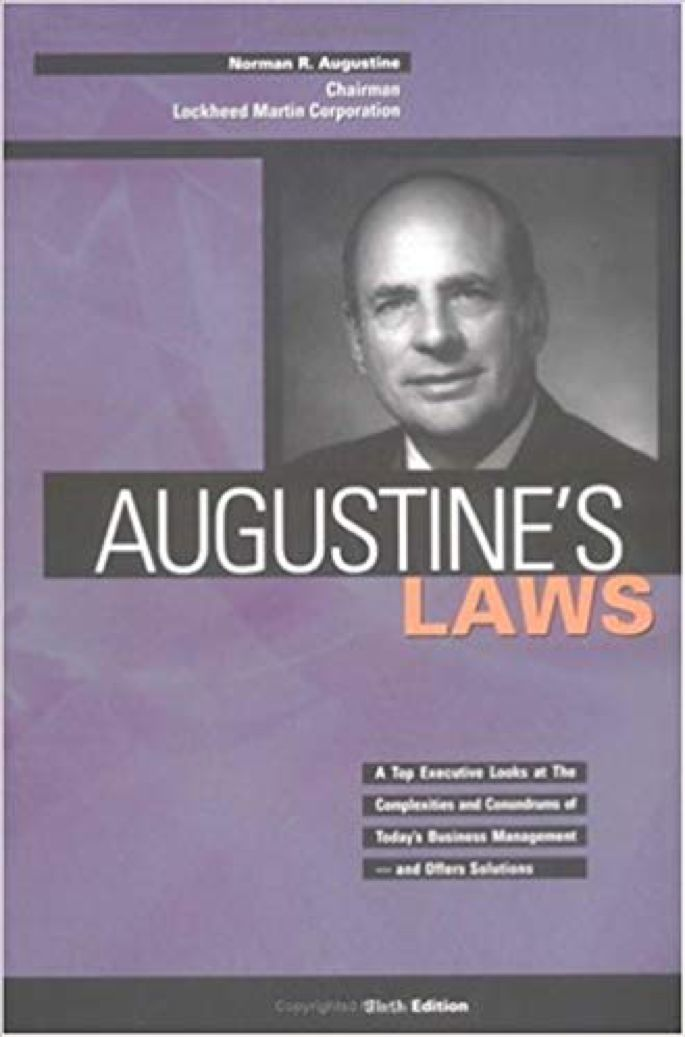 Norman R. Augustine
Chairman
Lockheed Martin Corporation
AUGUSTINE'S
LAWS
A Top Executive Looks at The
Complexities and Conundrums of
Today's Business Management
— and Offers Solutions
Copyrighted Sixth Edition